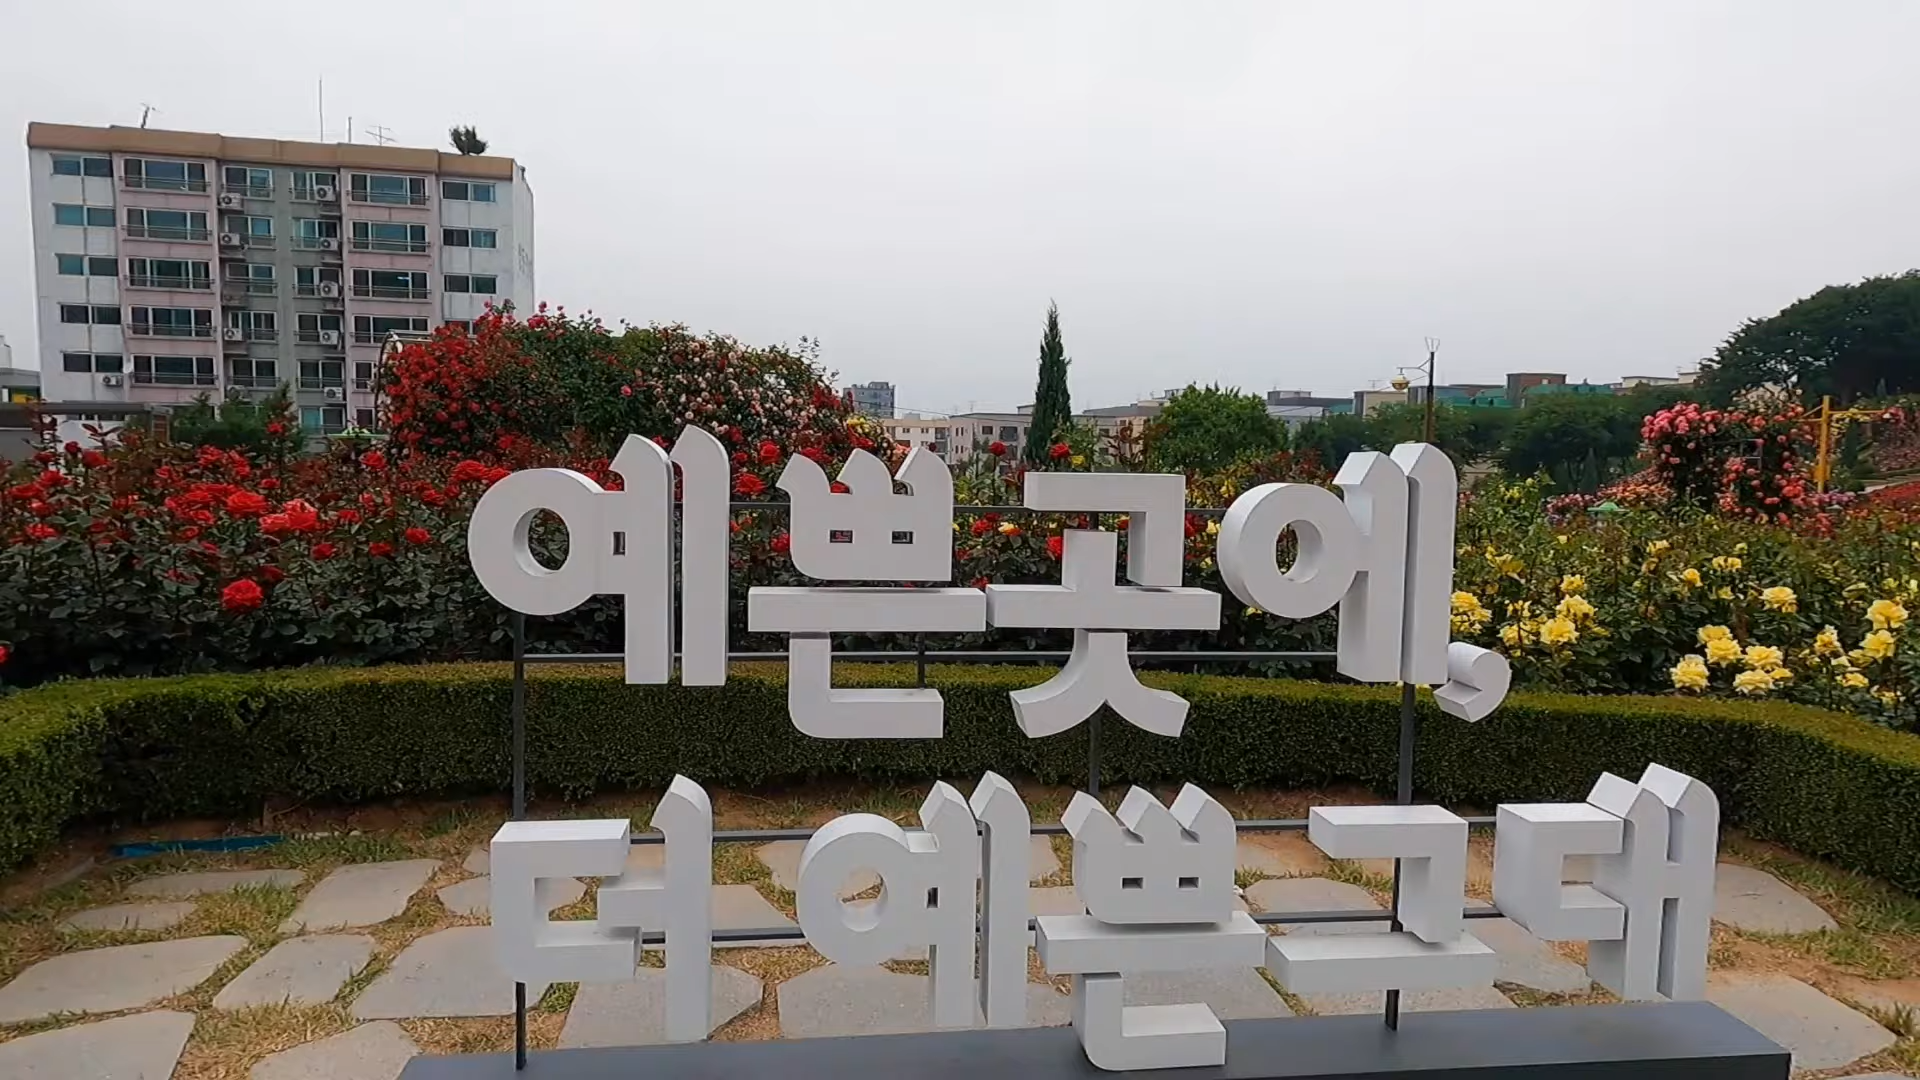 예쁜 곳에,
더 예쁜 그대